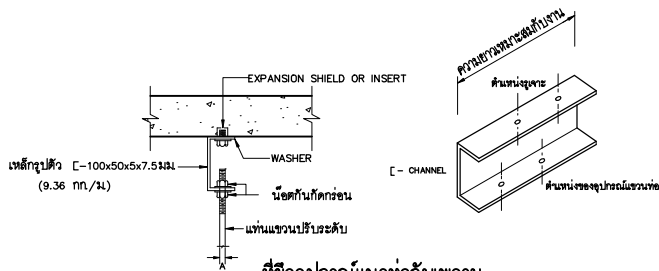 ความยาวเหมาะสมกับงาน
EXPANSION SHIELD OR INSERT
ตำแหน่งรูเจาะ
WASHER
เหล็กรูปตัว [-100x50x5x7.5มม.
(9.36 กก./ม.)
[- CHANNEL
น๊อตกันกัดกร่อน
ตำแหน่งของอุปกรณ์แขวนท่อ
แท่นแขวนปรับระดับ
A